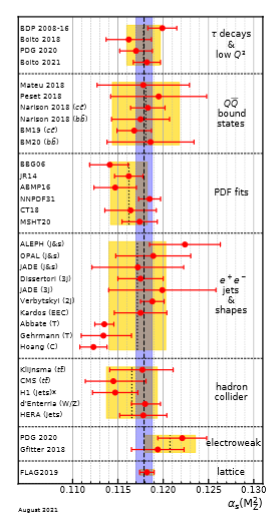 BDP 2008-16
Boito 2018
PDG 2020
Boito 2021
τ decays
&
low Q²
Mateu 2018
Peset 2018
Narison 2018 (cc̄)
Narison 2018 (bb̄)
BM19 (cc̄)
BM20 (bb̄)
QQ̄
bound
states
BBG06
JR14
ABMP16
NNPDF31
CT18
MSHT20
PDF fits
ALEPH (j&s)
OPAL (j&s)
JADE (j&s)
Dissertori (3j)
JADE (3j)
Verbytskyi (2j)
Kardos (EEC)
Abbate (T)
Gehrmann (T)
Hoang (C)
e⁺e⁻
jets
&
shapes
Klijnsma (tt̄)
CMS (tt̄)
H1 (jets)*
d'Enterria (W/Z)
HERA (jets)
hadron
collider
PDG 2020
Gfitter 2018
electroweak
FLAG2019
lattice
0.110 0.115 0.120 0.125 0.130
αs(M²Z)
August 2021